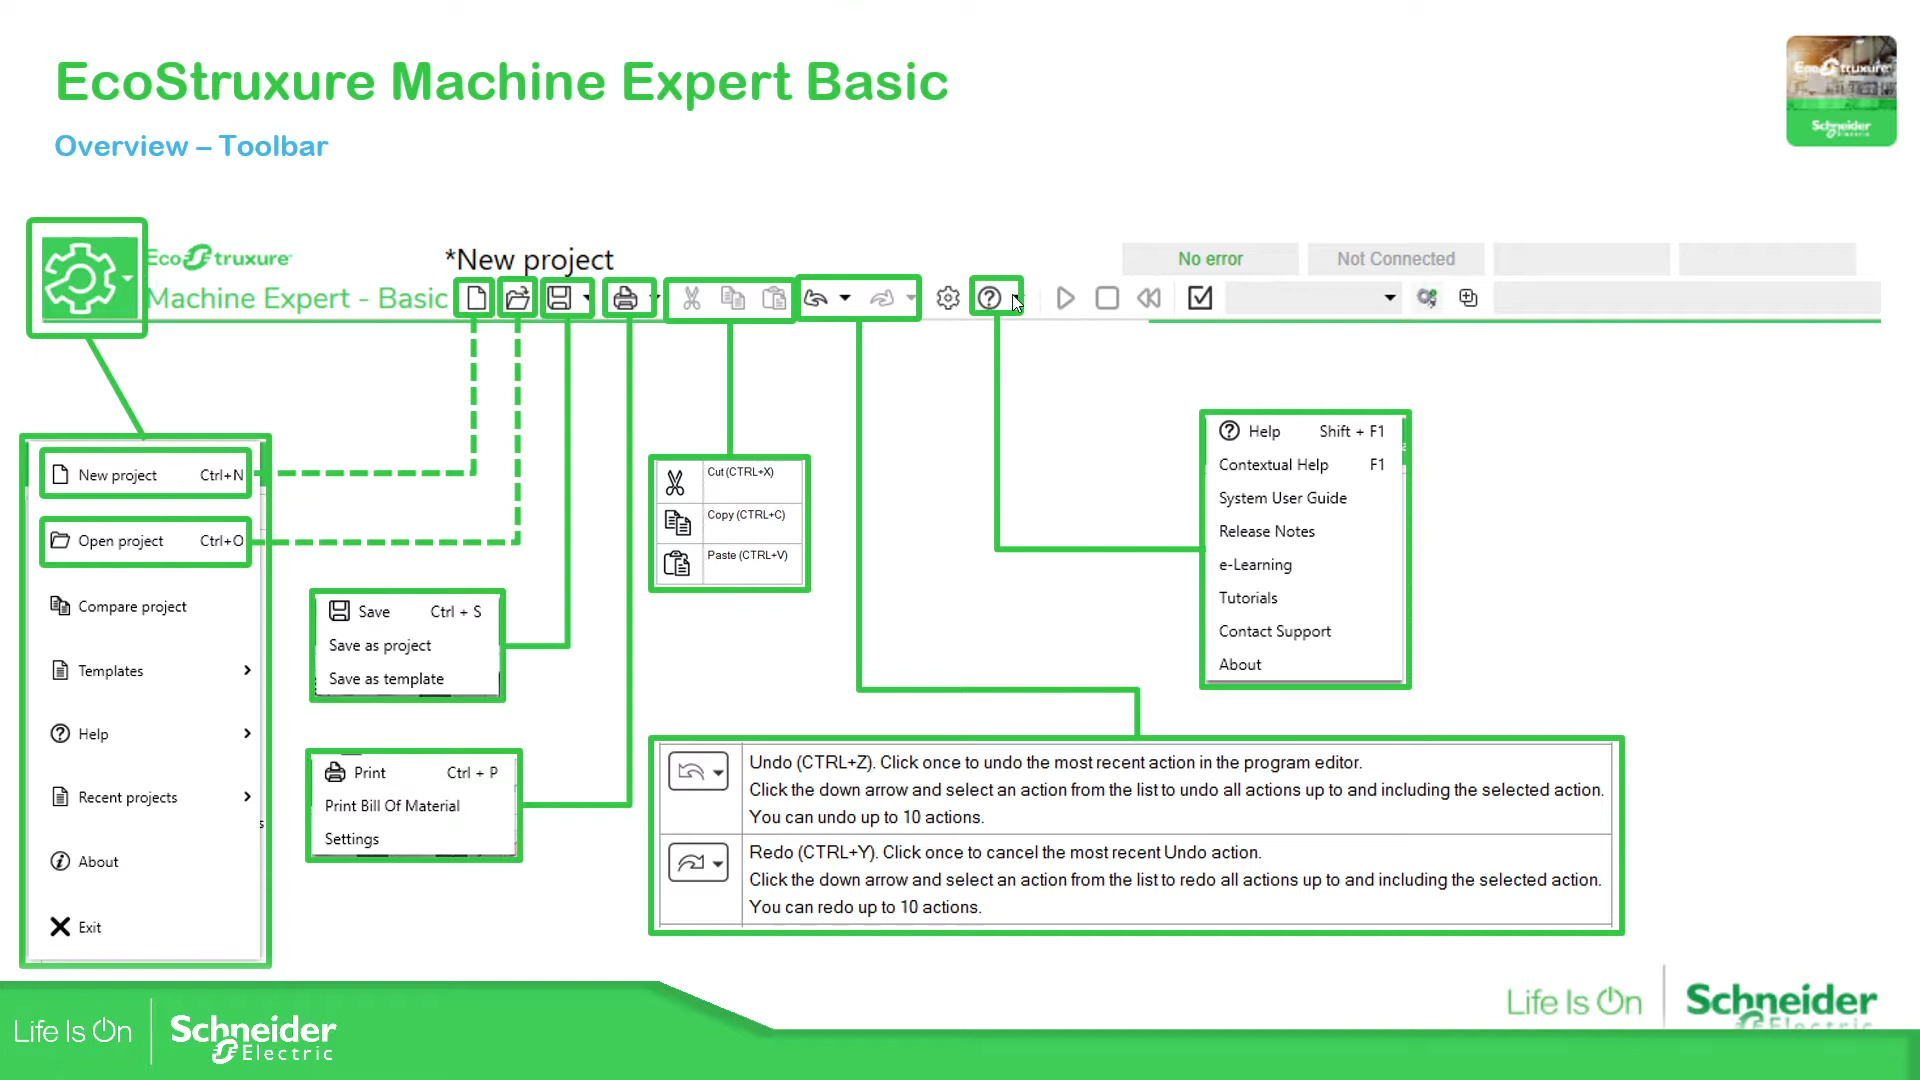 EcoStruxure Machine Expert Basic
Overview – Toolbar
EcoStruxure
Schneider
Electric
EcoStruxure
Machine Expert - Basic
*New project
No error
Not Connected
New project Ctrl+N
Open project Ctrl+O
Compare project
Templates
Help
Recent projects
s
About
Exit
Save Ctrl + S
Save as project
Save as template
Print Ctrl + P
Print Bill Of Material
Settings
Cut (CTRL+X)
Copy (CTRL+C)
Paste (CTRL+V)
Help Shift + F1
Contextual Help F1
System User Guide
Release Notes
e-Learning
Tutorials
Contact Support
About
Undo (CTRL+Z). Click once to undo the most recent action in the program editor.
Click the down arrow and select an action from the list to undo all actions up to and including the selected action.
You can undo up to 10 actions.
Redo (CTRL+Y). Click once to cancel the most recent Undo action.
Click the down arrow and select an action from the list to redo all actions up to and including the selected action.
You can redo up to 10 actions.
Life Is On
Schneider
Electric
Life Is On
Schneider
Electric